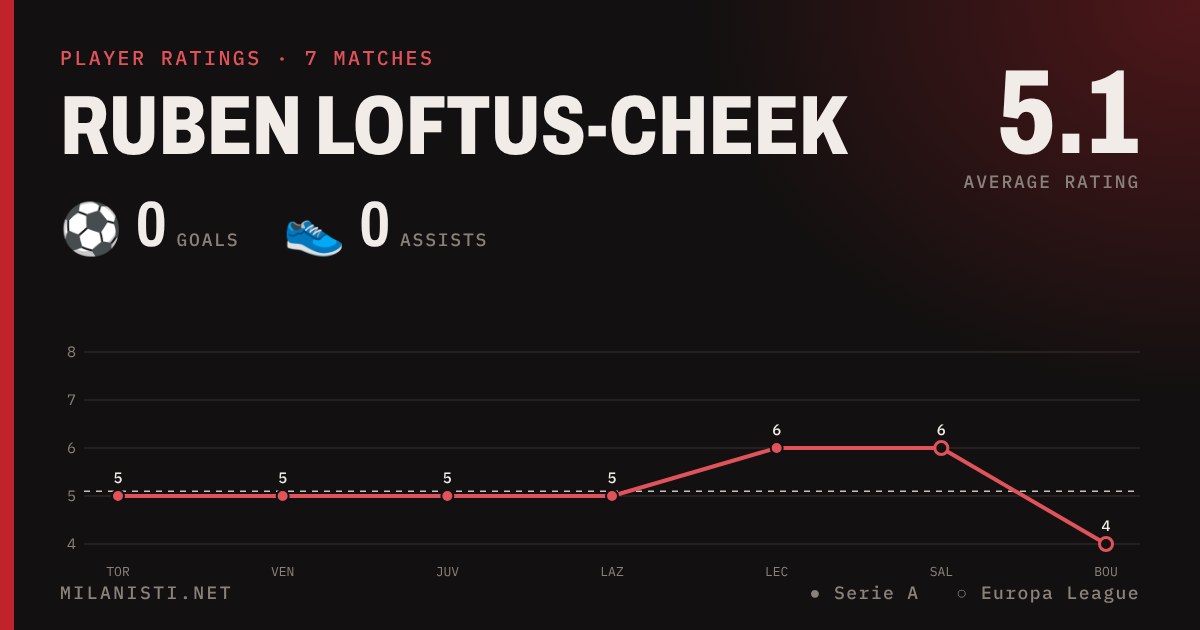 PLAYER RATINGS · 7 MATCHES
RUBEN LOFTUS-CHEEK
5.1
AVERAGE RATING
0 GOALS 0 ASSISTS
8
7
6
5
4
5 5 5 5 6 6 4
TOR VEN JUV LAZ LEC SAL BOU
MILANISTI.NET
● Serie A ○ Europa League